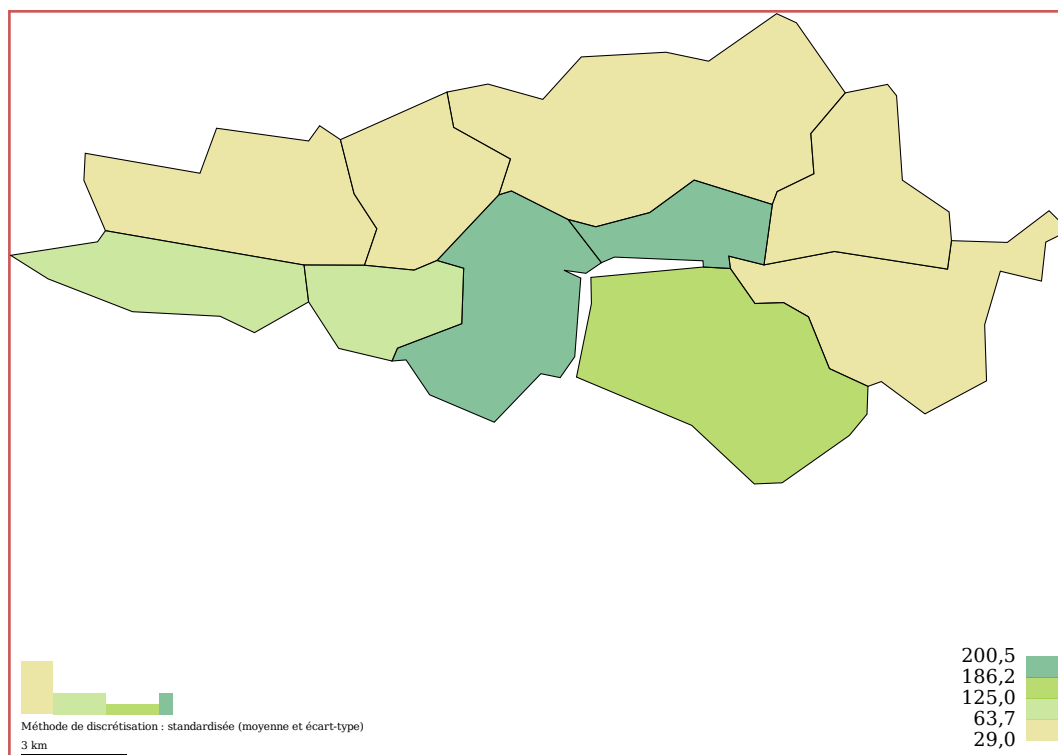 200,5
186,2
125,0
63,7
29,0
Méthode de discrétisation : standardisée (moyenne et écart-type)
3 km